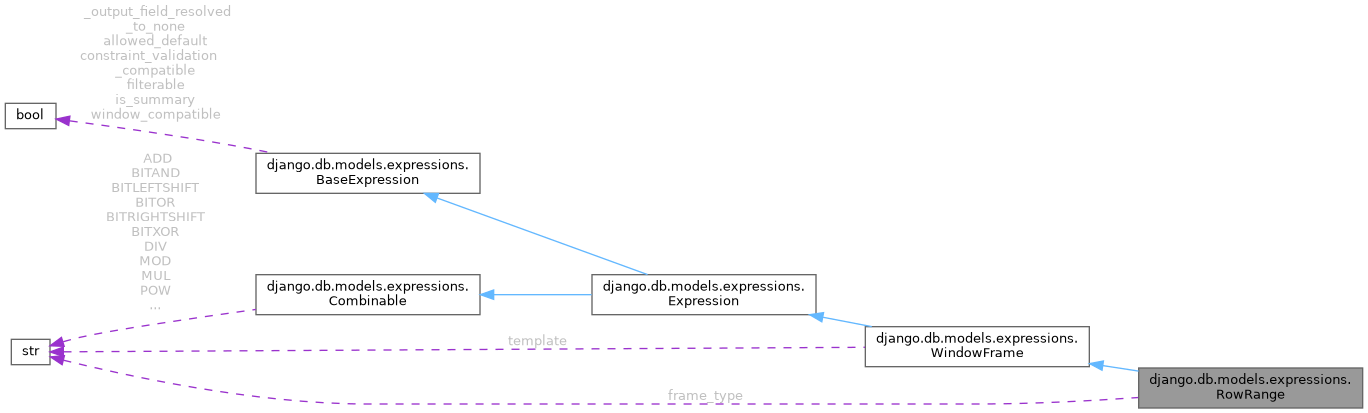 _output_field_resolved
_to_none
allowed_default
constraint_validation
_compatible
filterable
is_summary
window_compatible
bool
django.db.models.expressions.
BaseExpression
ADD
BITAND
BITLEFTSHIFT
BITOR
BITRIGHTSHIFT
BITXOR
DIV
MOD
MUL
POW
...
django.db.models.expressions.
Combinable
django.db.models.expressions.
Expression
str
template
django.db.models.expressions.
WindowFrame
frame_type
django.db.models.expressions.
RowRange